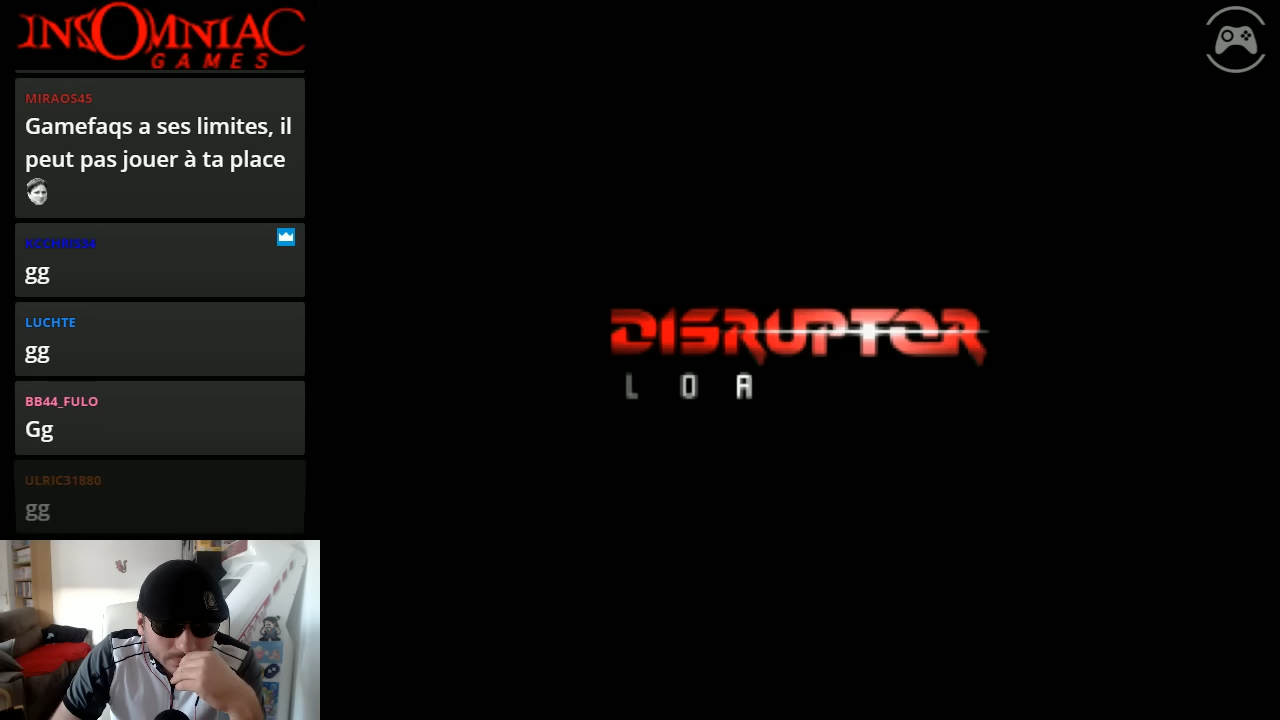 INSOMNIAC
GAMES
MIRAOS45
Gamefaqs a ses limites, il
peut pas jouer à ta place
gg
LUCHTE
gg
BB44_FULO
Gg
ULRIC31880
gg
DISRUPTOR
L O A